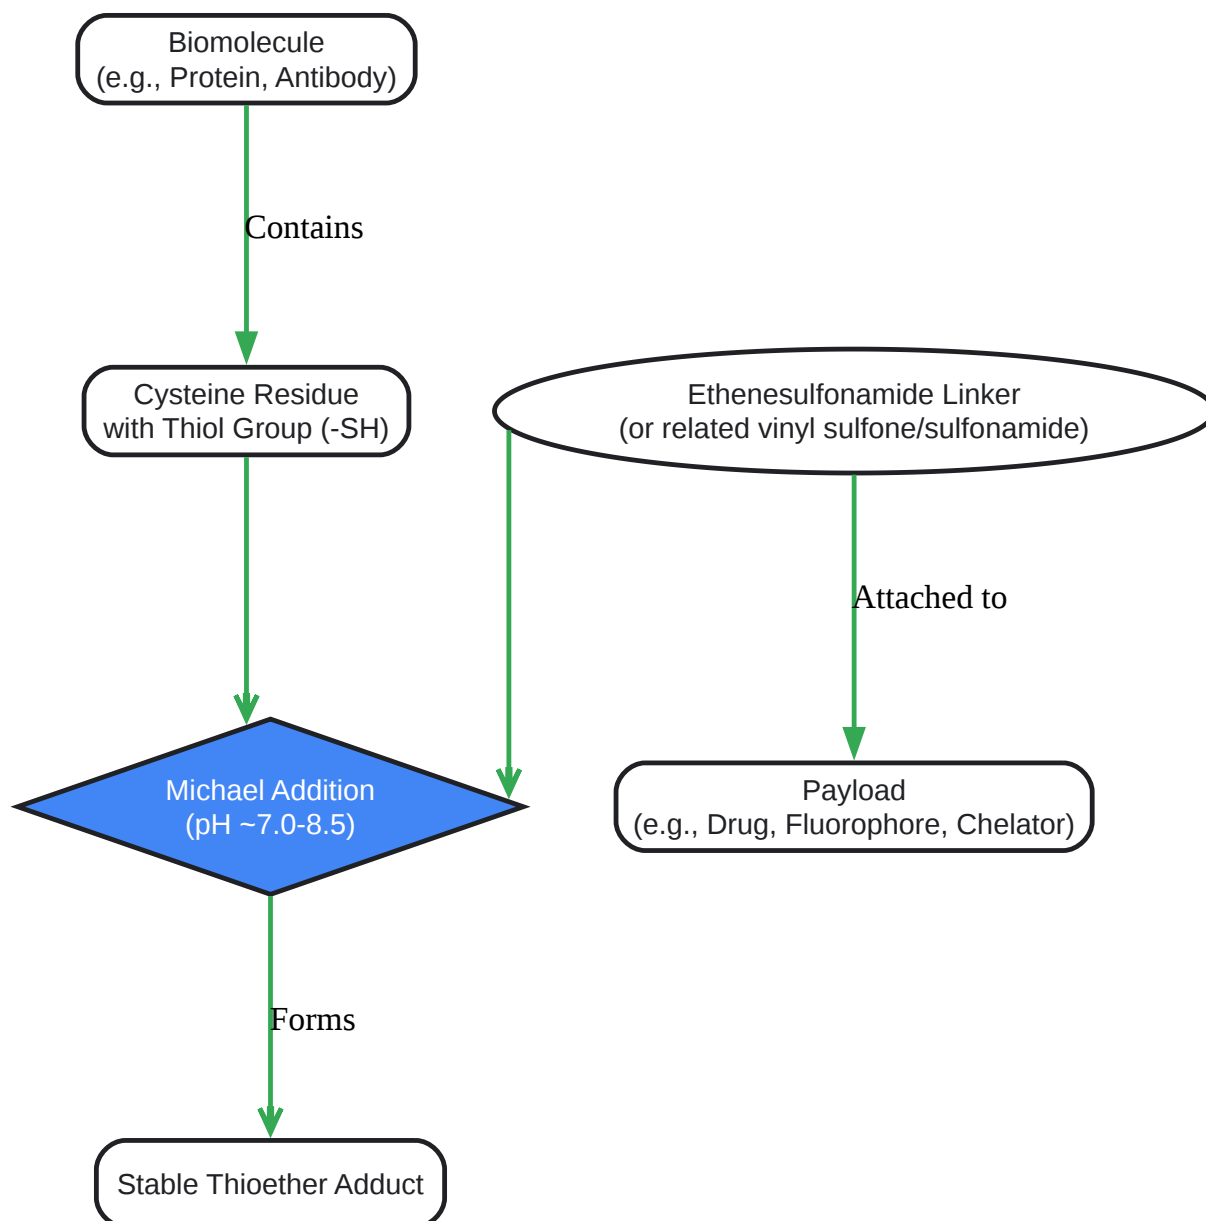 Biomolecule
(e.g., Protein, Antibody)
Contains
Cysteine Residue
with Thiol Group (-SH)
Ethenesulfonamide Linker
(or related vinyl sulfone/sulfonamide)
Attached to
Michael Addition
(pH ~7.0-8.5)
Payload
(e.g., Drug, Fluorophore, Chelator)
Forms
Stable Thioether Adduct